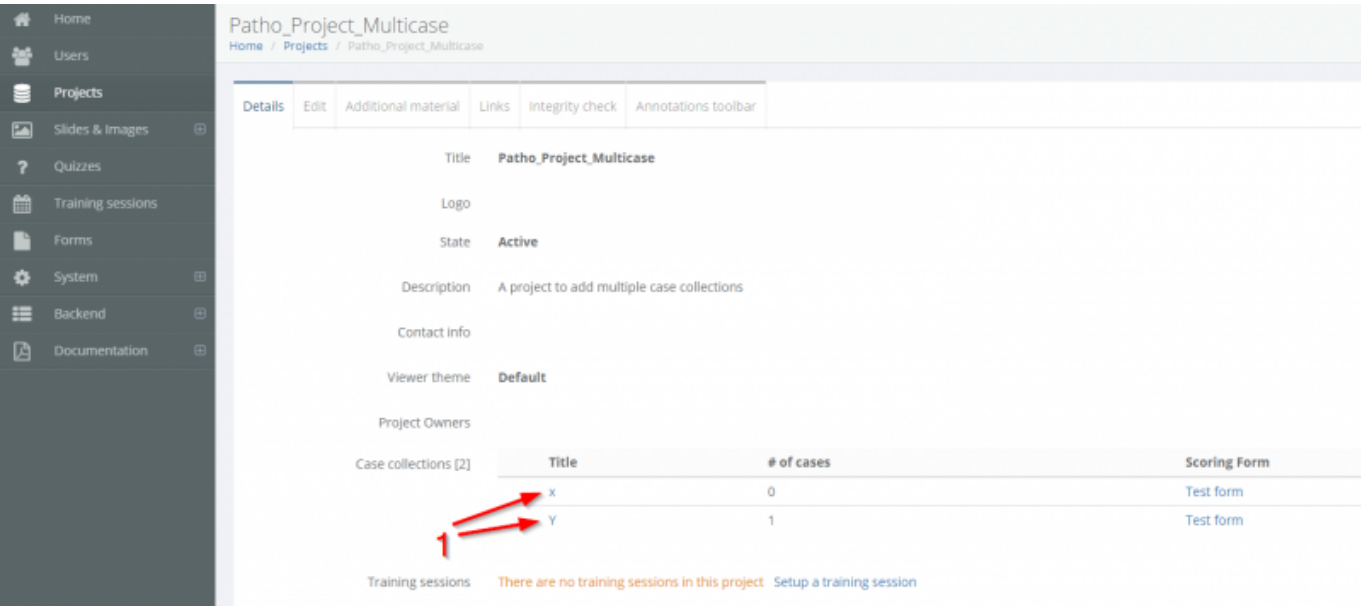 Home
Users
Projects
Slides & Images
Quizzes
Training sessions
Forms
System
Backend
Documentation
Patho_Project_Multicase
Home / Projects / Patho_Project_Multicase
Details Edit Additional material Links Integrity check Annotations toolbar
Title Patho_Project_Multicase
Logo
State Active
Description A project to add multiple case collections
Contact info
Viewer theme Default
Project Owners
Case collections [2] Title # of cases Scoring Form
x 0 Test form
Y 1 Test form
1
Training sessions There are no training sessions in this project Setup a training session